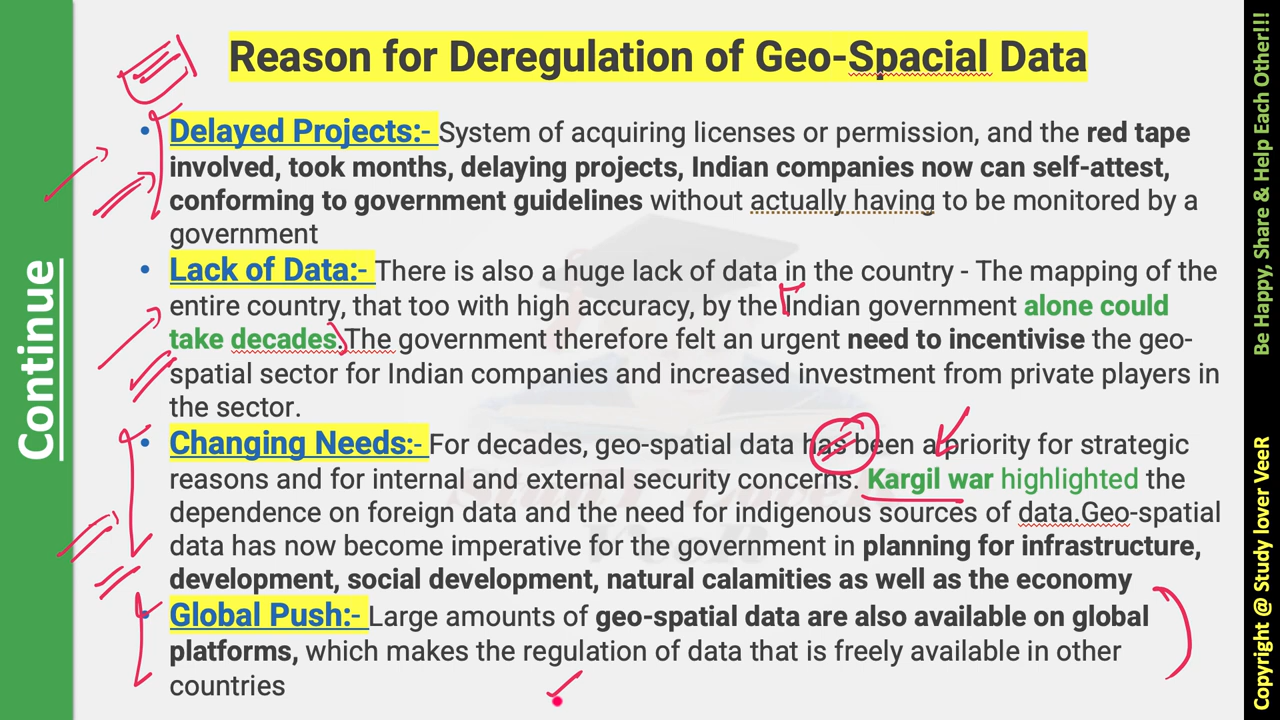 Reason for Deregulation of Geo-Spacial Data
• Delayed Projects:- System of acquiring licenses or permission, and the red tape
involved, took months, delaying projects, Indian companies now can self-attest,
conforming to government guidelines without actually having to be monitored by a
government
• Lack of Data:- There is also a huge lack of data in the country - The mapping of the
entire country, that too with high accuracy, by the Indian government alone could
take decades.The government therefore felt an urgent need to incentivise the geo-
spatial sector for Indian companies and increased investment from private players in
the sector.
• Changing Needs:- For decades, geo-spatial data has been a priority for strategic
reasons and for internal and external security concerns. Kargil war highlighted the
dependence on foreign data and the need for indigenous sources of data.Geo-spatial
data has now become imperative for the government in planning for infrastructure,
development, social development, natural calamities as well as the economy
• Global Push:- Large amounts of geo-spatial data are also available on global
platforms, which makes the regulation of data that is freely available in other
countries
Continue
Be Happy, Share & Help Each Other!!!
Copyright @ Study lover VeeR